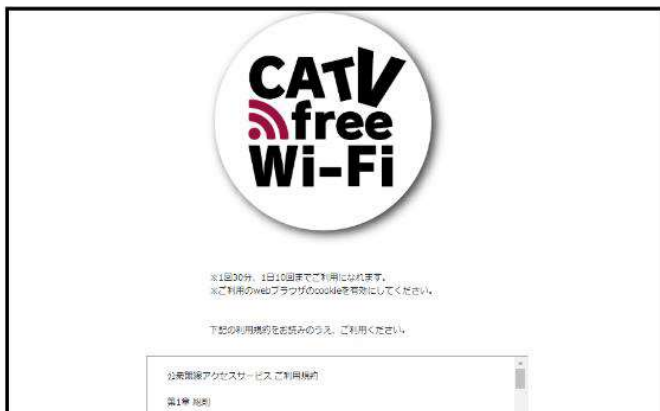 CATV
free
Wi-Fi
※1回30分、1日10回までご利用になれます。
※ご利用のwebブラウザのcookieを有効にしてください。
下記の利用規約をお読みのうえ、ご利用ください。
公衆無線アクセスサービス ご利用規約
第1章 総則